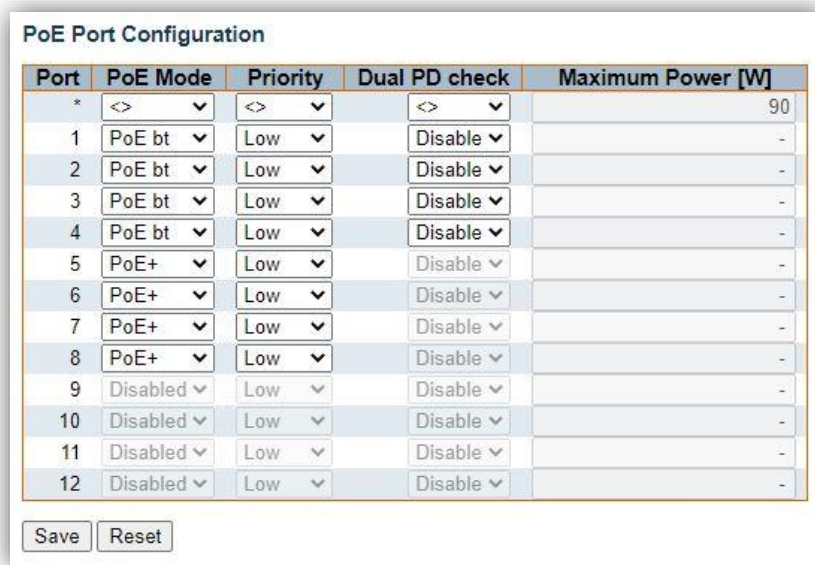 PoE Port Configuration
Port PoE Mode Priority Dual PD check Maximum Power [W]
* <> <> <> 90
1 PoE bt Low Disable -
2 PoE bt Low Disable -
3 PoE bt Low Disable -
4 PoE bt Low Disable -
5 PoE+ Low Disable -
6 PoE+ Low Disable -
7 PoE+ Low Disable -
8 PoE+ Low Disable -
9 Disabled Low Disable -
10 Disabled Low Disable -
11 Disabled Low Disable -
12 Disabled Low Disable -
Save Reset